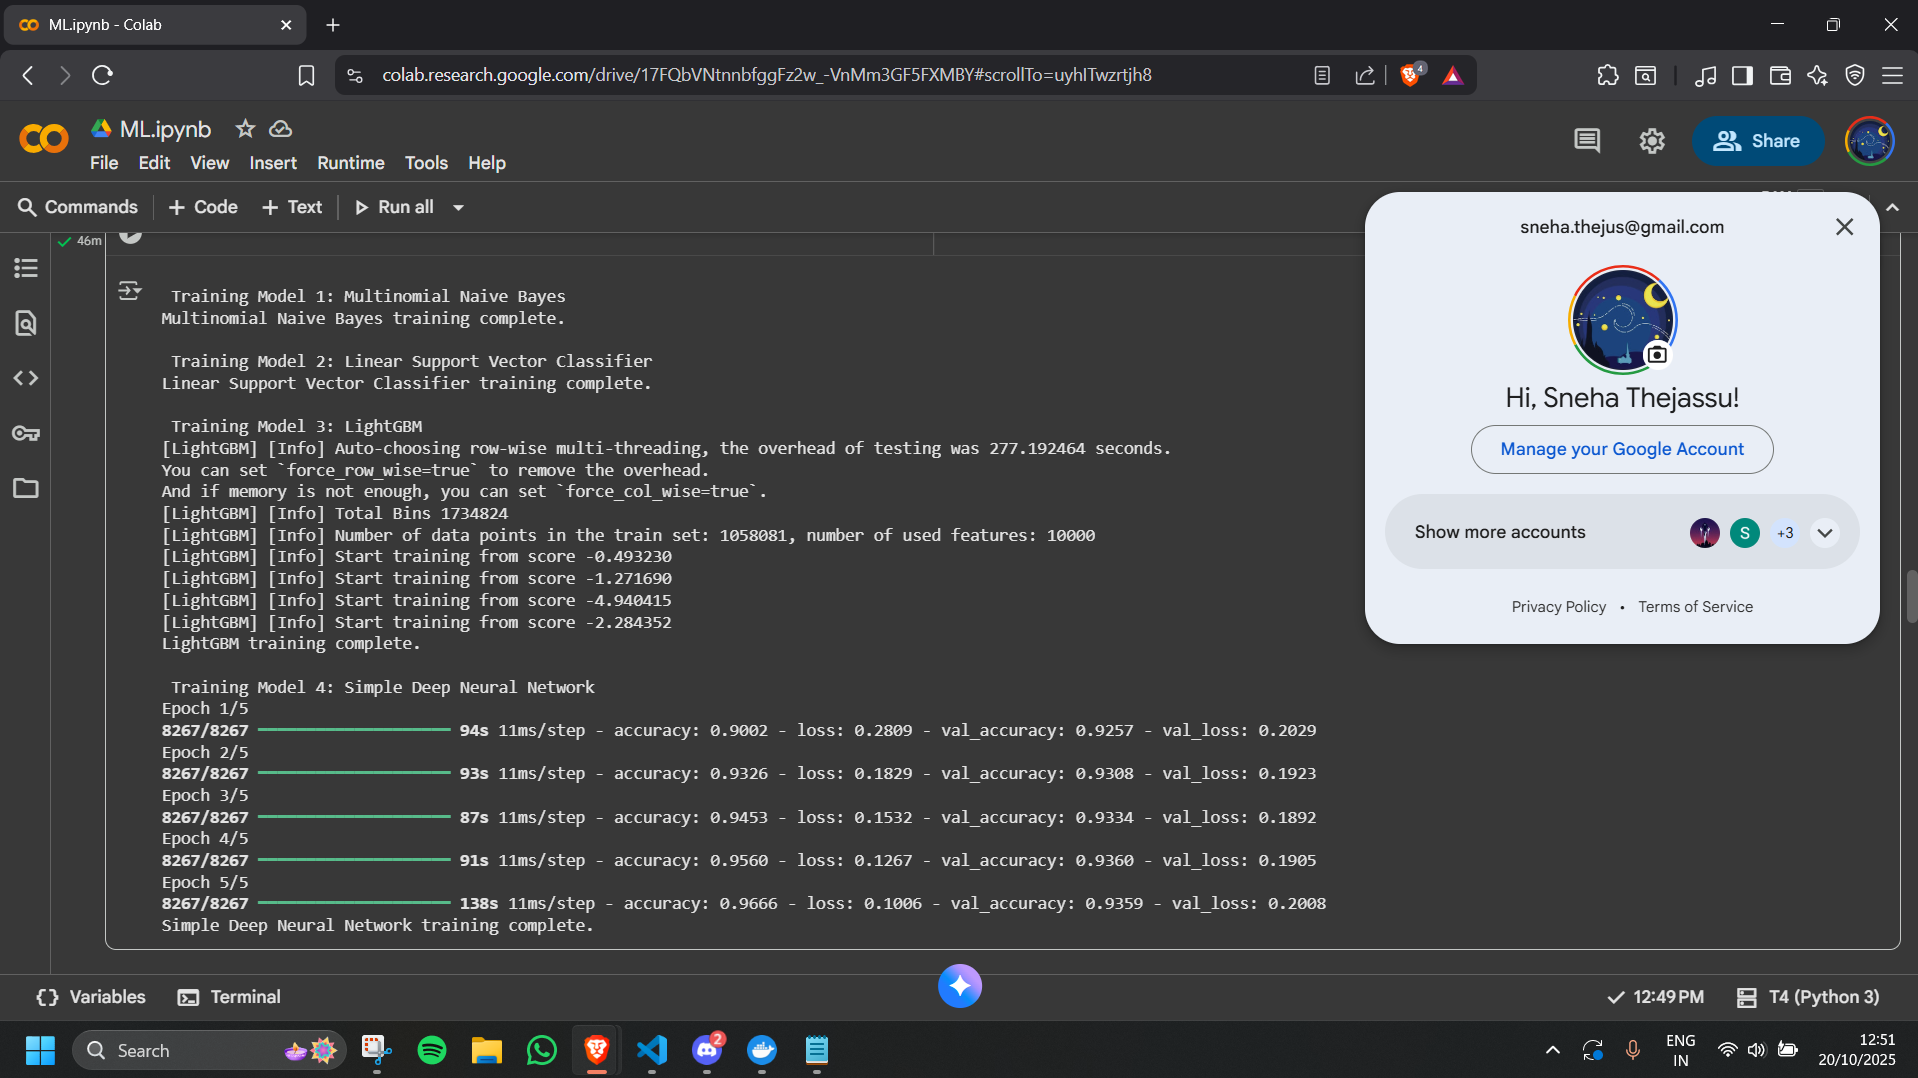 ML.ipynb - Colab
colab.research.google.com/drive/17FQbVNtnnbfggFz2w_-VnMm3GF5FXMBY#scrollTo=uyhITwzrtjh8
4
ML.ipynb
File Edit View Insert Runtime Tools Help
Share
Commands + Code + Text Run all
46m
Training Model 1: Multinomial Naive Bayes
Multinomial Naive Bayes training complete.
Training Model 2: Linear Support Vector Classifier
Linear Support Vector Classifier training complete.
Training Model 3: LightGBM
[LightGBM] [Info] Auto-choosing row-wise multi-threading, the overhead of testing was 277.192464 seconds.
You can set `force_row_wise=true` to remove the overhead.
And if memory is not enough, you can set `force_col_wise=true`.
[LightGBM] [Info] Total Bins 1734824
[LightGBM] [Info] Number of data points in the train set: 1058081, number of used features: 10000
[LightGBM] [Info] Start training from score -0.493230
[LightGBM] [Info] Start training from score -1.271690
[LightGBM] [Info] Start training from score -4.940415
[LightGBM] [Info] Start training from score -2.284352
LightGBM training complete.
Training Model 4: Simple Deep Neural Network
Epoch 1/5
8267/8267 94s 11ms/step - accuracy: 0.9002 - loss: 0.2809 - val_accuracy: 0.9257 - val_loss: 0.2029
Epoch 2/5
8267/8267 93s 11ms/step - accuracy: 0.9326 - loss: 0.1829 - val_accuracy: 0.9308 - val_loss: 0.1923
Epoch 3/5
8267/8267 87s 11ms/step - accuracy: 0.9453 - loss: 0.1532 - val_accuracy: 0.9334 - val_loss: 0.1892
Epoch 4/5
8267/8267 91s 11ms/step - accuracy: 0.9560 - loss: 0.1267 - val_accuracy: 0.9360 - val_loss: 0.1905
Epoch 5/5
8267/8267 138s 11ms/step - accuracy: 0.9666 - loss: 0.1006 - val_accuracy: 0.9359 - val_loss: 0.2008
Simple Deep Neural Network training complete.
sneha.thejus@gmail.com
Hi, Sneha Thejassu!
Manage your Google Account
Show more accounts S +3
Privacy Policy • Terms of Service
Variables Terminal
12:49 PM T4 (Python 3)
Search
2
ENG
IN
12:51
20/10/2025